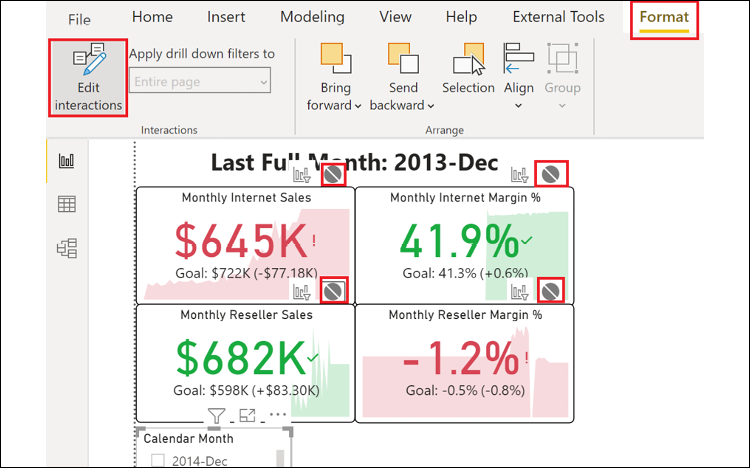 File Home Insert Modeling View Help External Tools Format
Edit interactions
Apply drill down filters to
Entire page
Bring forward
Send backward
Selection
Align
Group
Interactions
Arrange
Last Full Month: 2013-Dec
Monthly Internet Sales
$645K!
Goal: $722K (-$77.18K)
Monthly Internet Margin %
41.9%
Goal: 41.3% (+0.6%)
Monthly Reseller Sales
$682K
Goal: $598K (+$83.30K)
Monthly Reseller Margin %
-1.2%!
Goal: -0.5% (-0.8%)
Calendar Month
2014-Dec